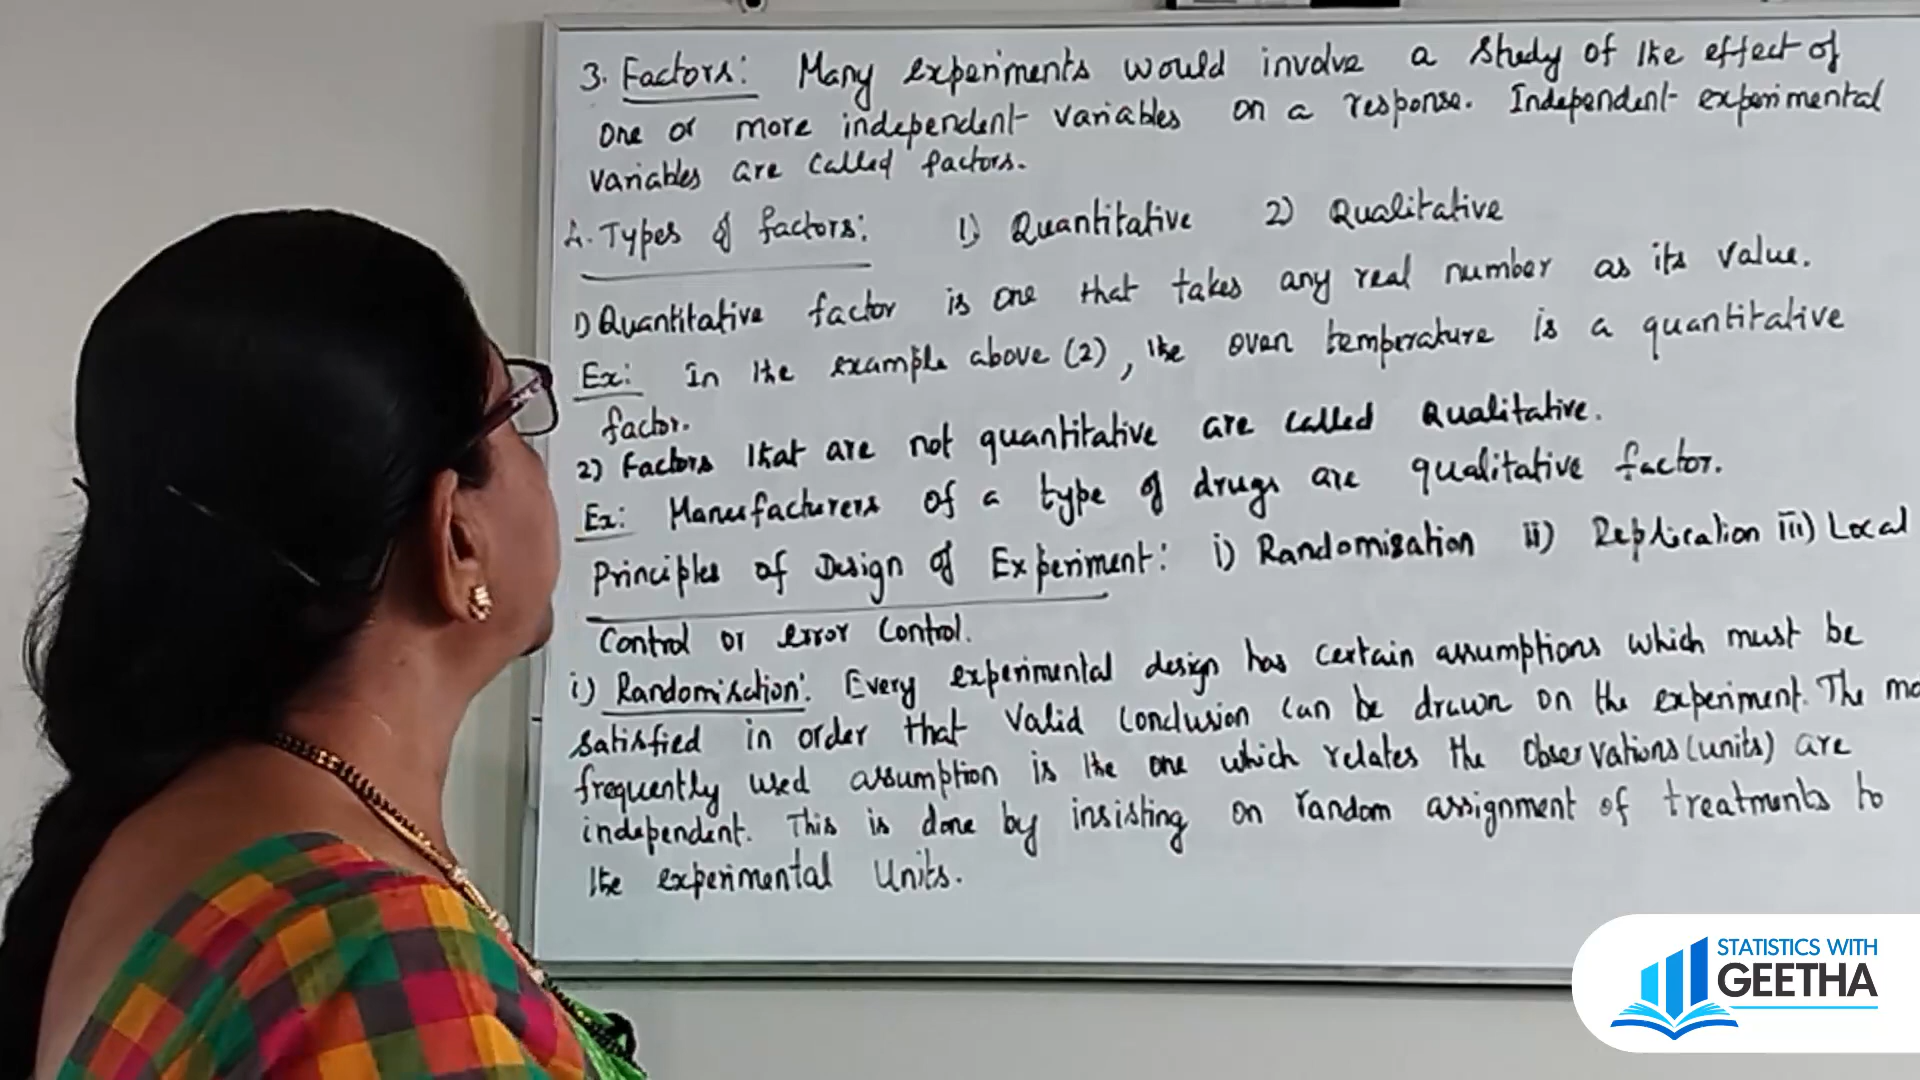 3. Factors: Many experiments would involve a study of the effect of
one or more independent variables on a response. Independent experimental
variables are called factors.
4. Types of factors: 1) Quantitative 2) Qualitative
1) Quantitative factor is one that takes any real number as its value.
Ex: In the example above (2), the oven temperature is a quantitative
factor.
2) Factors that are not quantitative are called Qualitative.
Ex: Manufacturers of a type of drugs are qualitative factor.
Principles of Design of Experiment: i) Randomisation ii) Replication iii) Local
Control or error Control.
i) Randomisation: Every experimental design has certain assumptions which must be
satisfied in order that valid conclusion can be drawn on the experiment. The mo
frequently used assumption is the one which relates the observations (units) are
independent. This is done by insisting on random assignment of treatments to
the experimental Units.
STATISTICS WITH
GEETHA